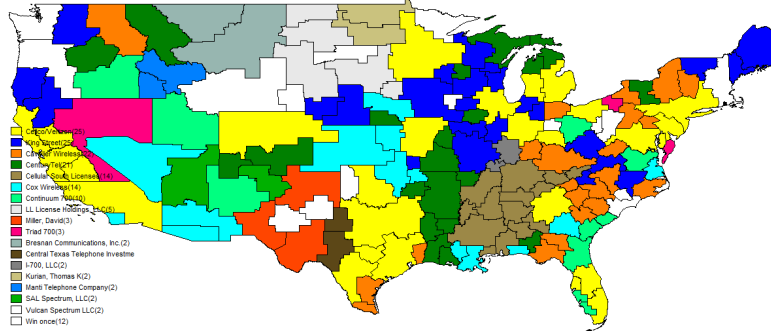 Cellco/Verizon(25)
King Street(25)
Cavalier Wireless
CenturyTel(21)
Cellular South Licenses(14)
Cox Wireless(14)
Continuum 700(10)
LL License Holdings, LLC(5)
Miller, David(3)
Triad 700(3)
Bresnan Communications, Inc.(2)
Central Texas Telephone Investme
I-700, LLC(2)
Kurian, Thomas K(2)
Manti Telephone Company(2)
SAL Spectrum, LLC(2)
Vulcan Spectrum LLC(2)
Win once(12)